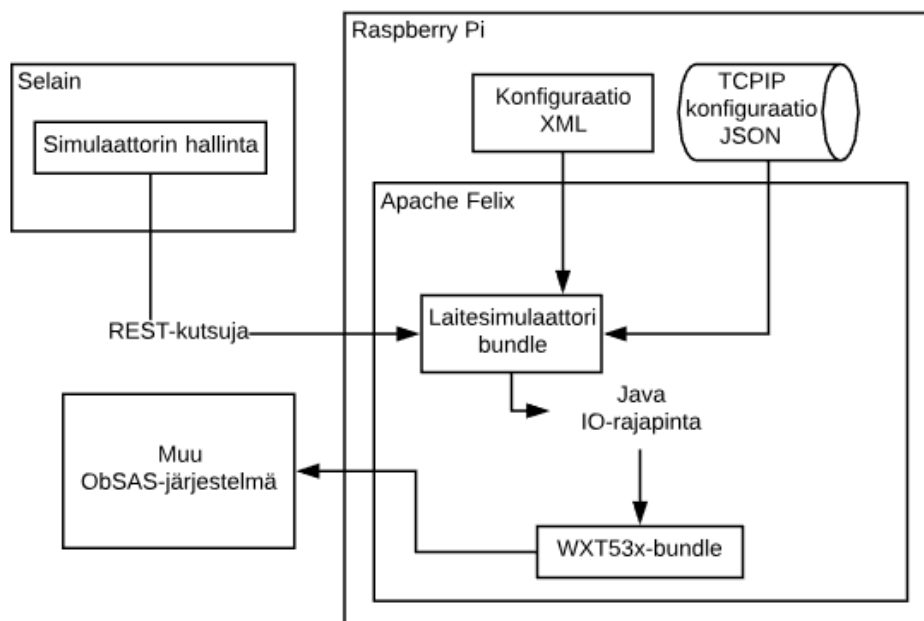 Raspberry Pi
Selain
Simulaattorin hallinta
Konfiguraatio
XML
TCPIP
konfiguraatio
JSON
Apache Felix
REST-kutsuja
Laitesimulaattori
bundle
Java
IO-rajapinta
Muu
ObSAS-järjestelmä
WXT53x-bundle